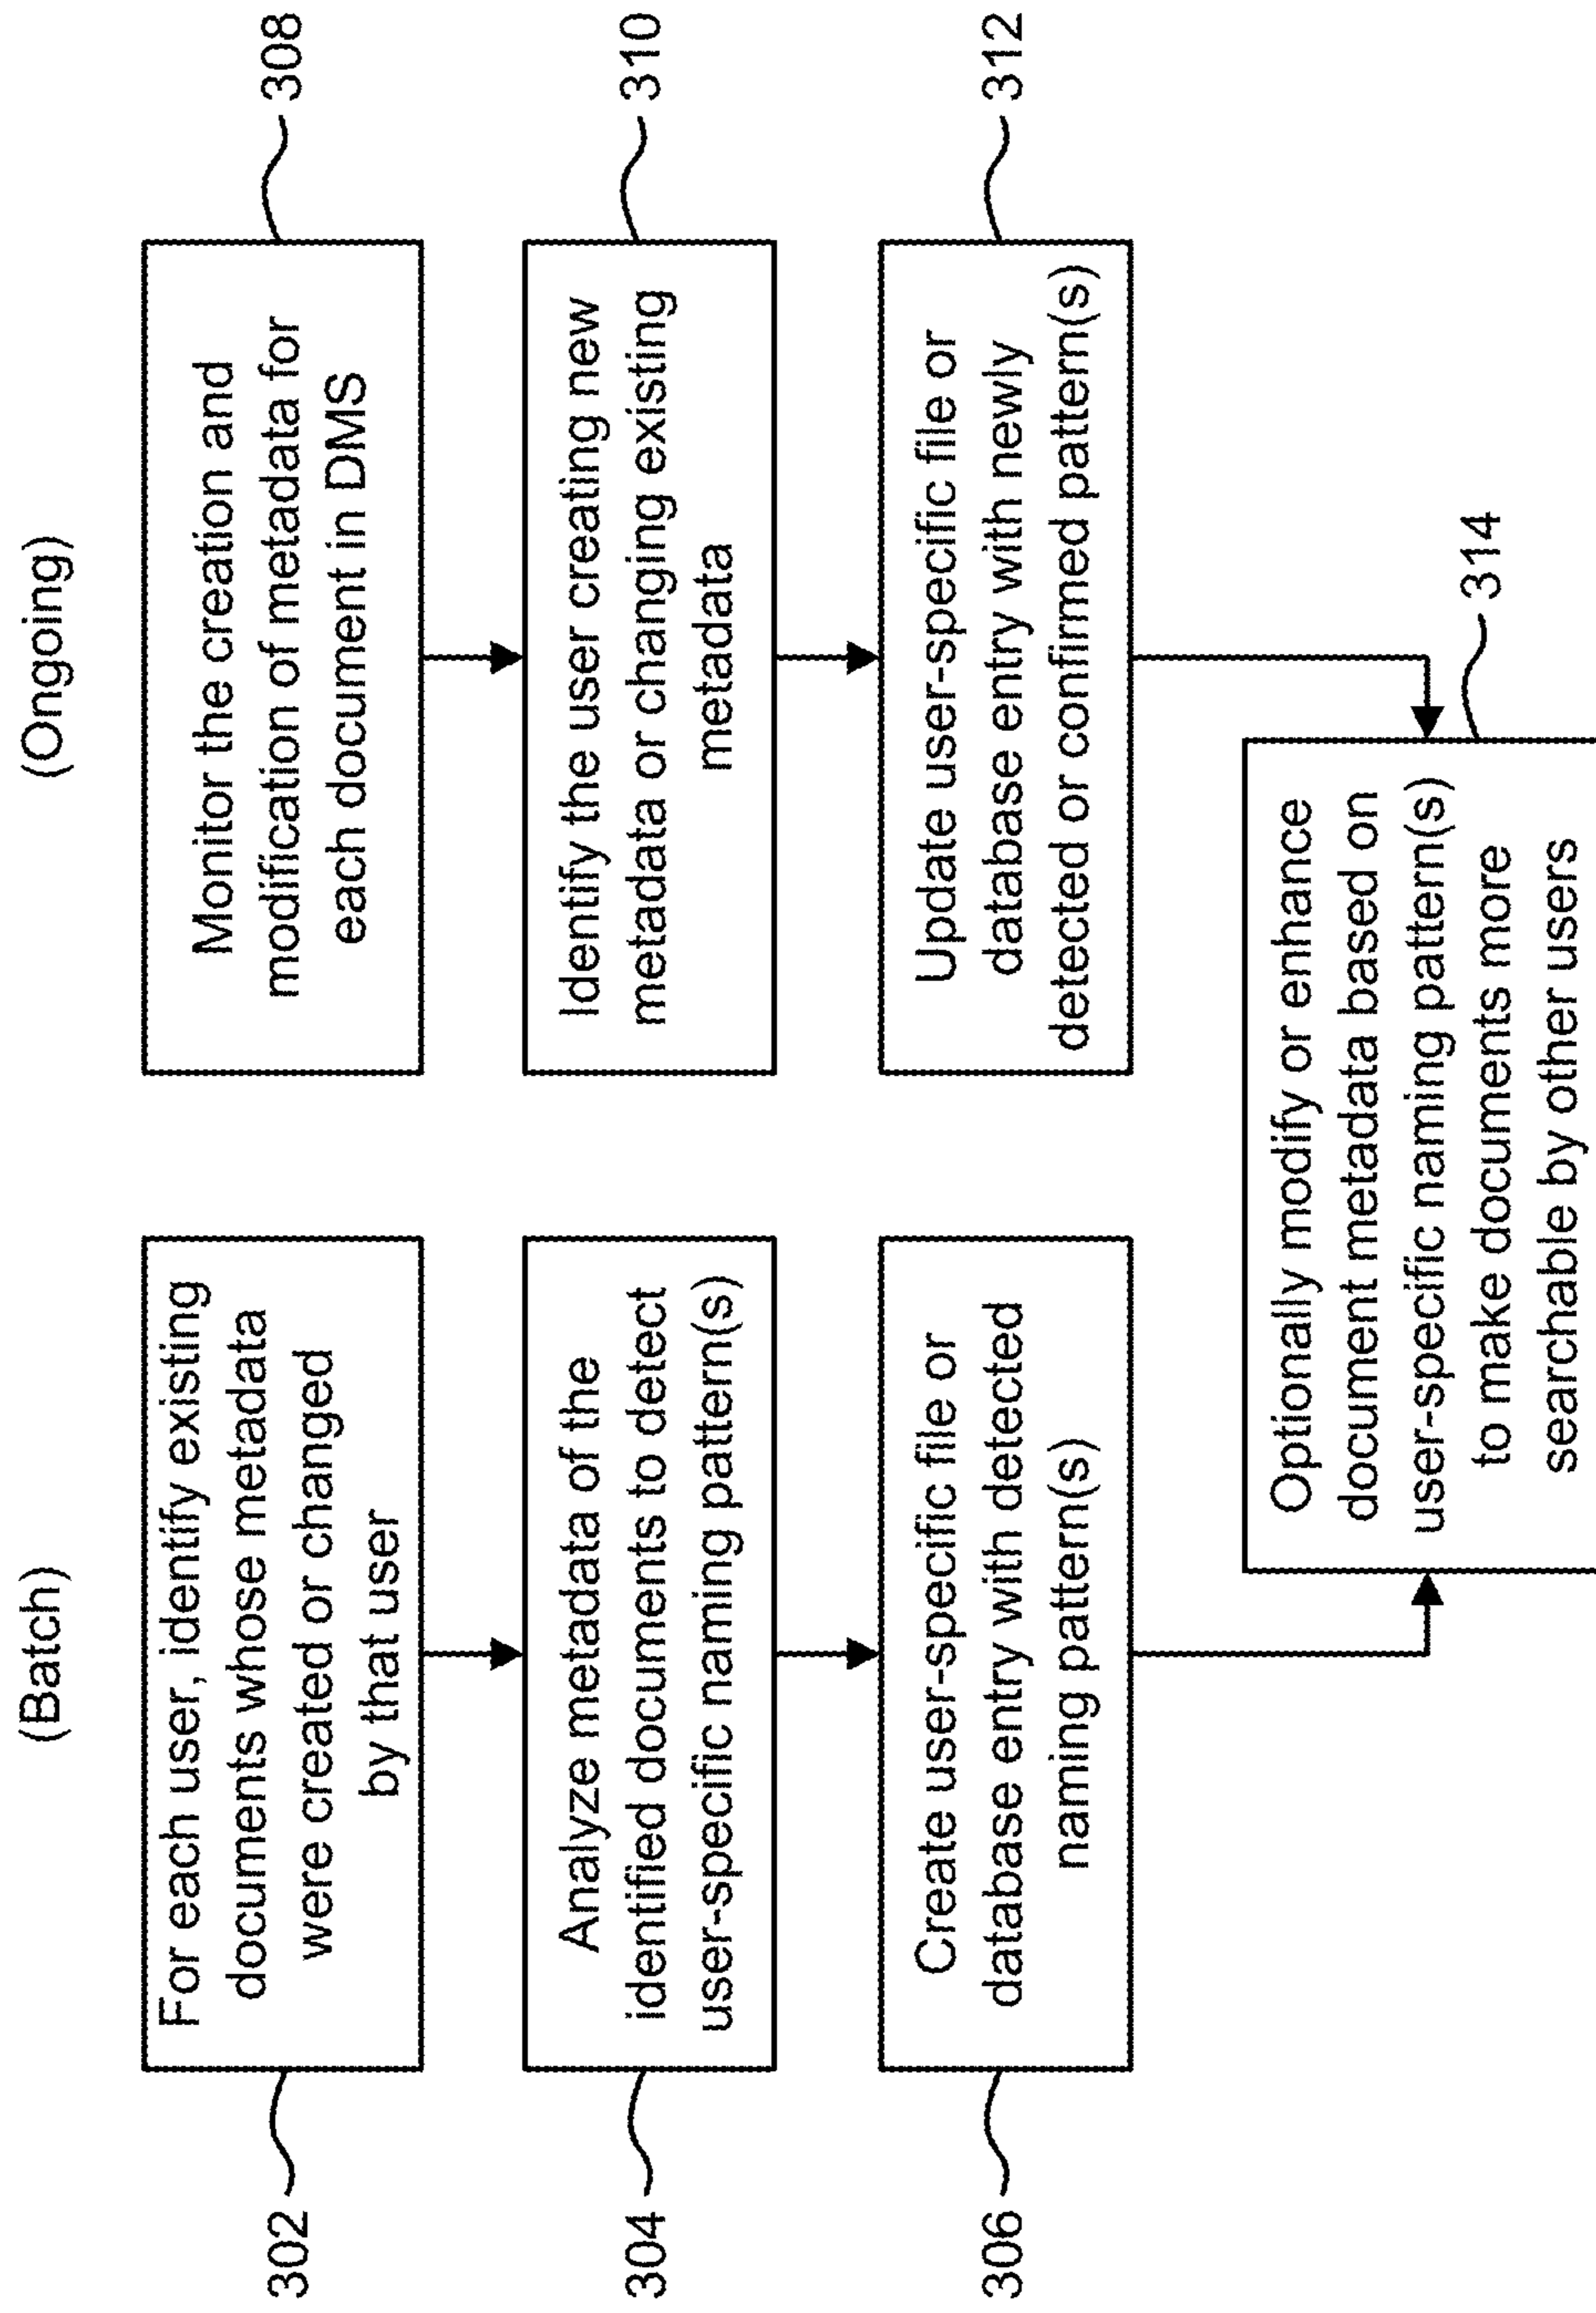 (Batch)
302
For each user, identify existing
documents whose metadata
were created or changed
by that user
304
Analyze metadata of the
identified documents to detect
user-specific naming pattern(s)
306
Create user-specific file or
database entry with detected
naming pattern(s)
(Ongoing)
Monitor the creation and
modification of metadata for
each document in DMS
308
Identify the user creating new
metadata or changing existing
metadata
310
Update user-specific file or
database entry with newly
detected or confirmed pattern(s)
312
Optionally modify or enhance
document metadata based on
user-specific naming pattern(s)
to make documents more
searchable by other users
314